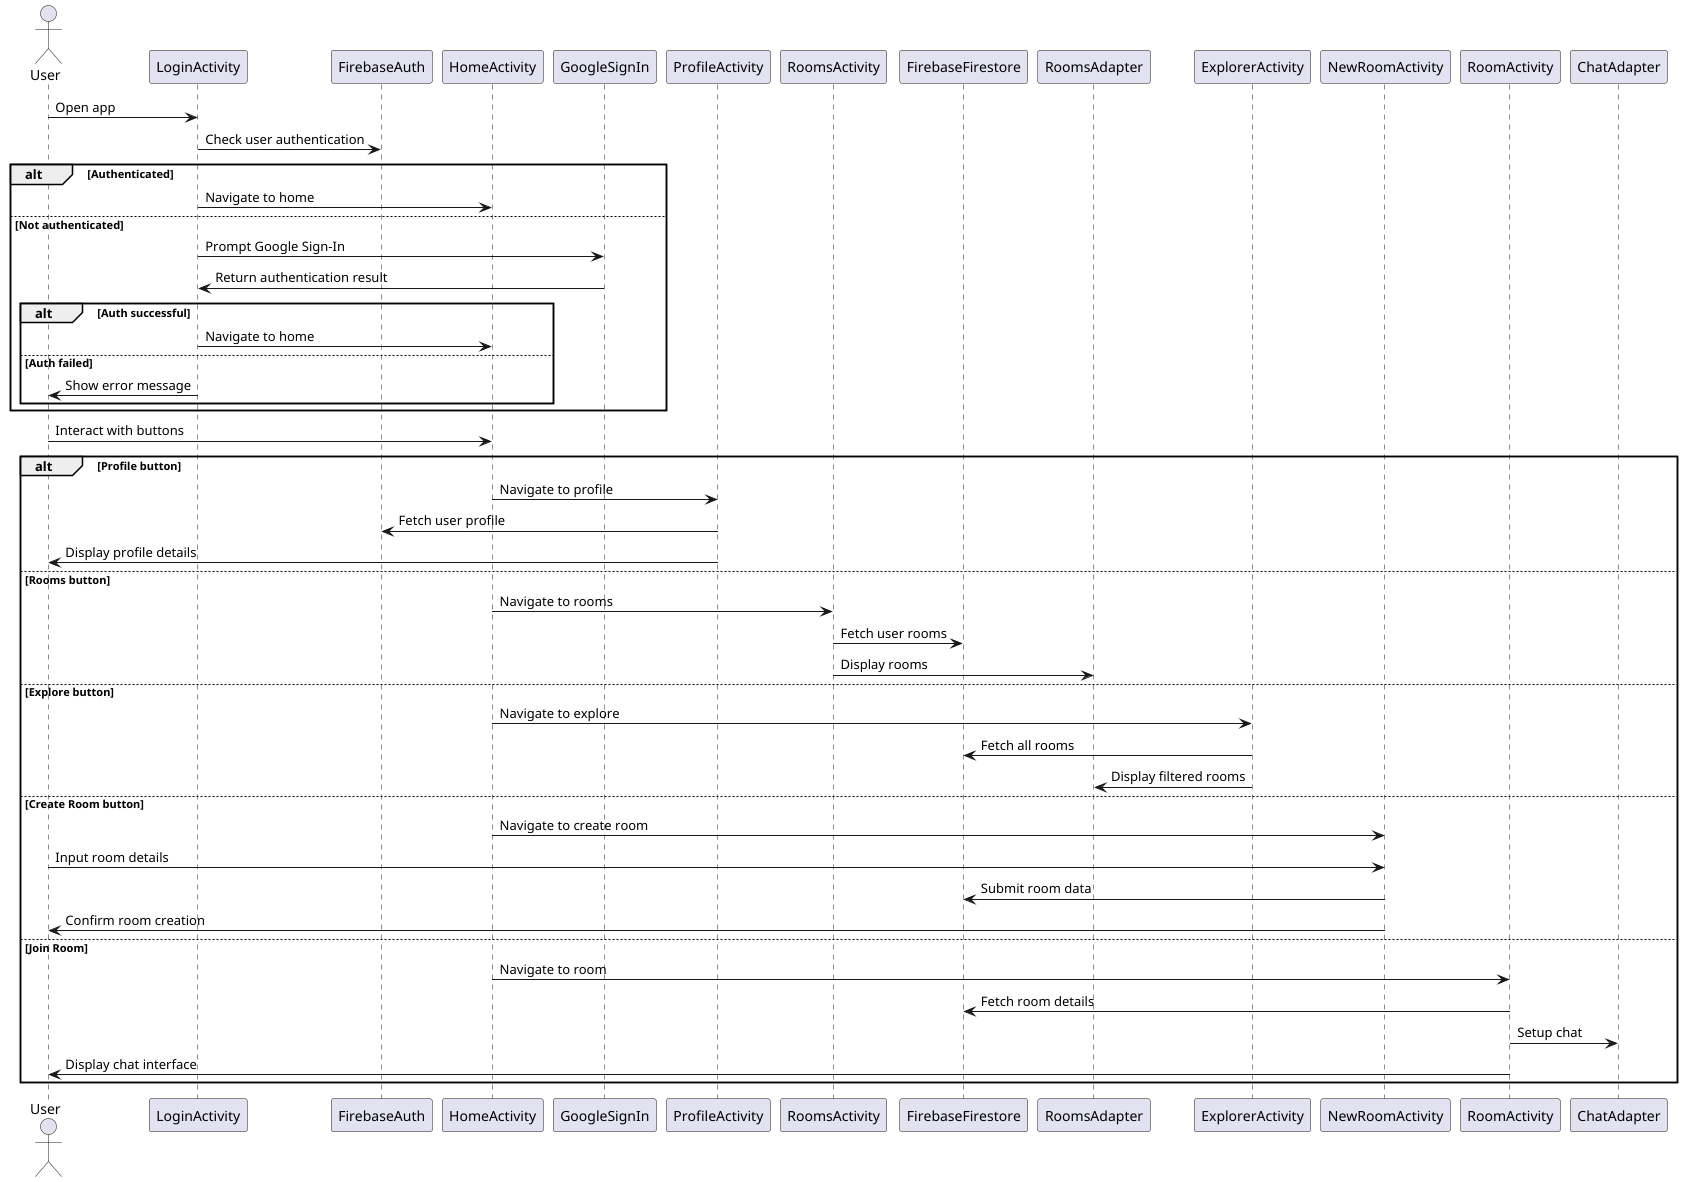 User
LoginActivity
FirebaseAuth
HomeActivity
GoogleSignIn
ProfileActivity
RoomsActivity
FirebaseFirestore
RoomsAdapter
ExplorerActivity
NewRoomActivity
RoomActivity
ChatAdapter
Open app
Check user authentication
alt [Authenticated]
Navigate to home
[Not authenticated]
Prompt Google Sign-In
Return authentication result
alt [Auth successful]
Navigate to home
[Auth failed]
Show error message
Interact with buttons
alt [Profile button]
Navigate to profile
Fetch user profile
Display profile details
[Rooms button]
Navigate to rooms
Fetch user rooms
Display rooms
[Explore button]
Navigate to explore
Fetch all rooms
Display filtered rooms
[Create Room button]
Navigate to create room
Input room details
Submit room data
Confirm room creation
[Join Room]
Navigate to room
Fetch room details
Setup chat
Display chat interface
User
LoginActivity
FirebaseAuth
HomeActivity
GoogleSignIn
ProfileActivity
RoomsActivity
FirebaseFirestore
RoomsAdapter
ExplorerActivity
NewRoomActivity
RoomActivity
ChatAdapter